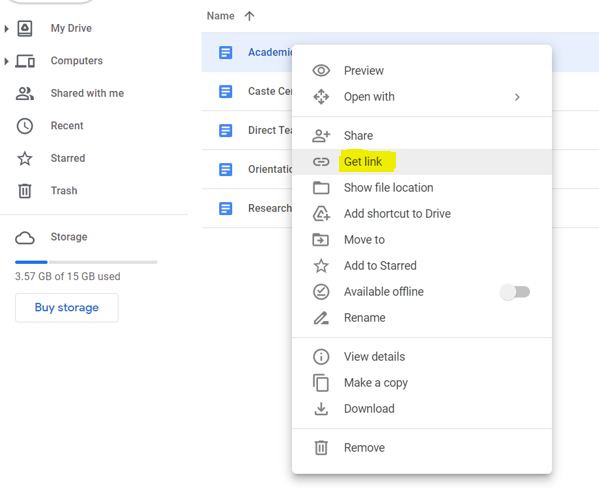 My Drive
Computers
Shared with me
Recent
Starred
Trash
Storage
3.57 GB of 15 GB used
Buy storage
Name
Academic
Caste Cer
Direct Tea
Orientatio
Research
Preview
Open with
Share
Get link
Show file location
Add shortcut to Drive
Move to
Add to Starred
Available offline
Rename
View details
Make a copy
Download
Remove